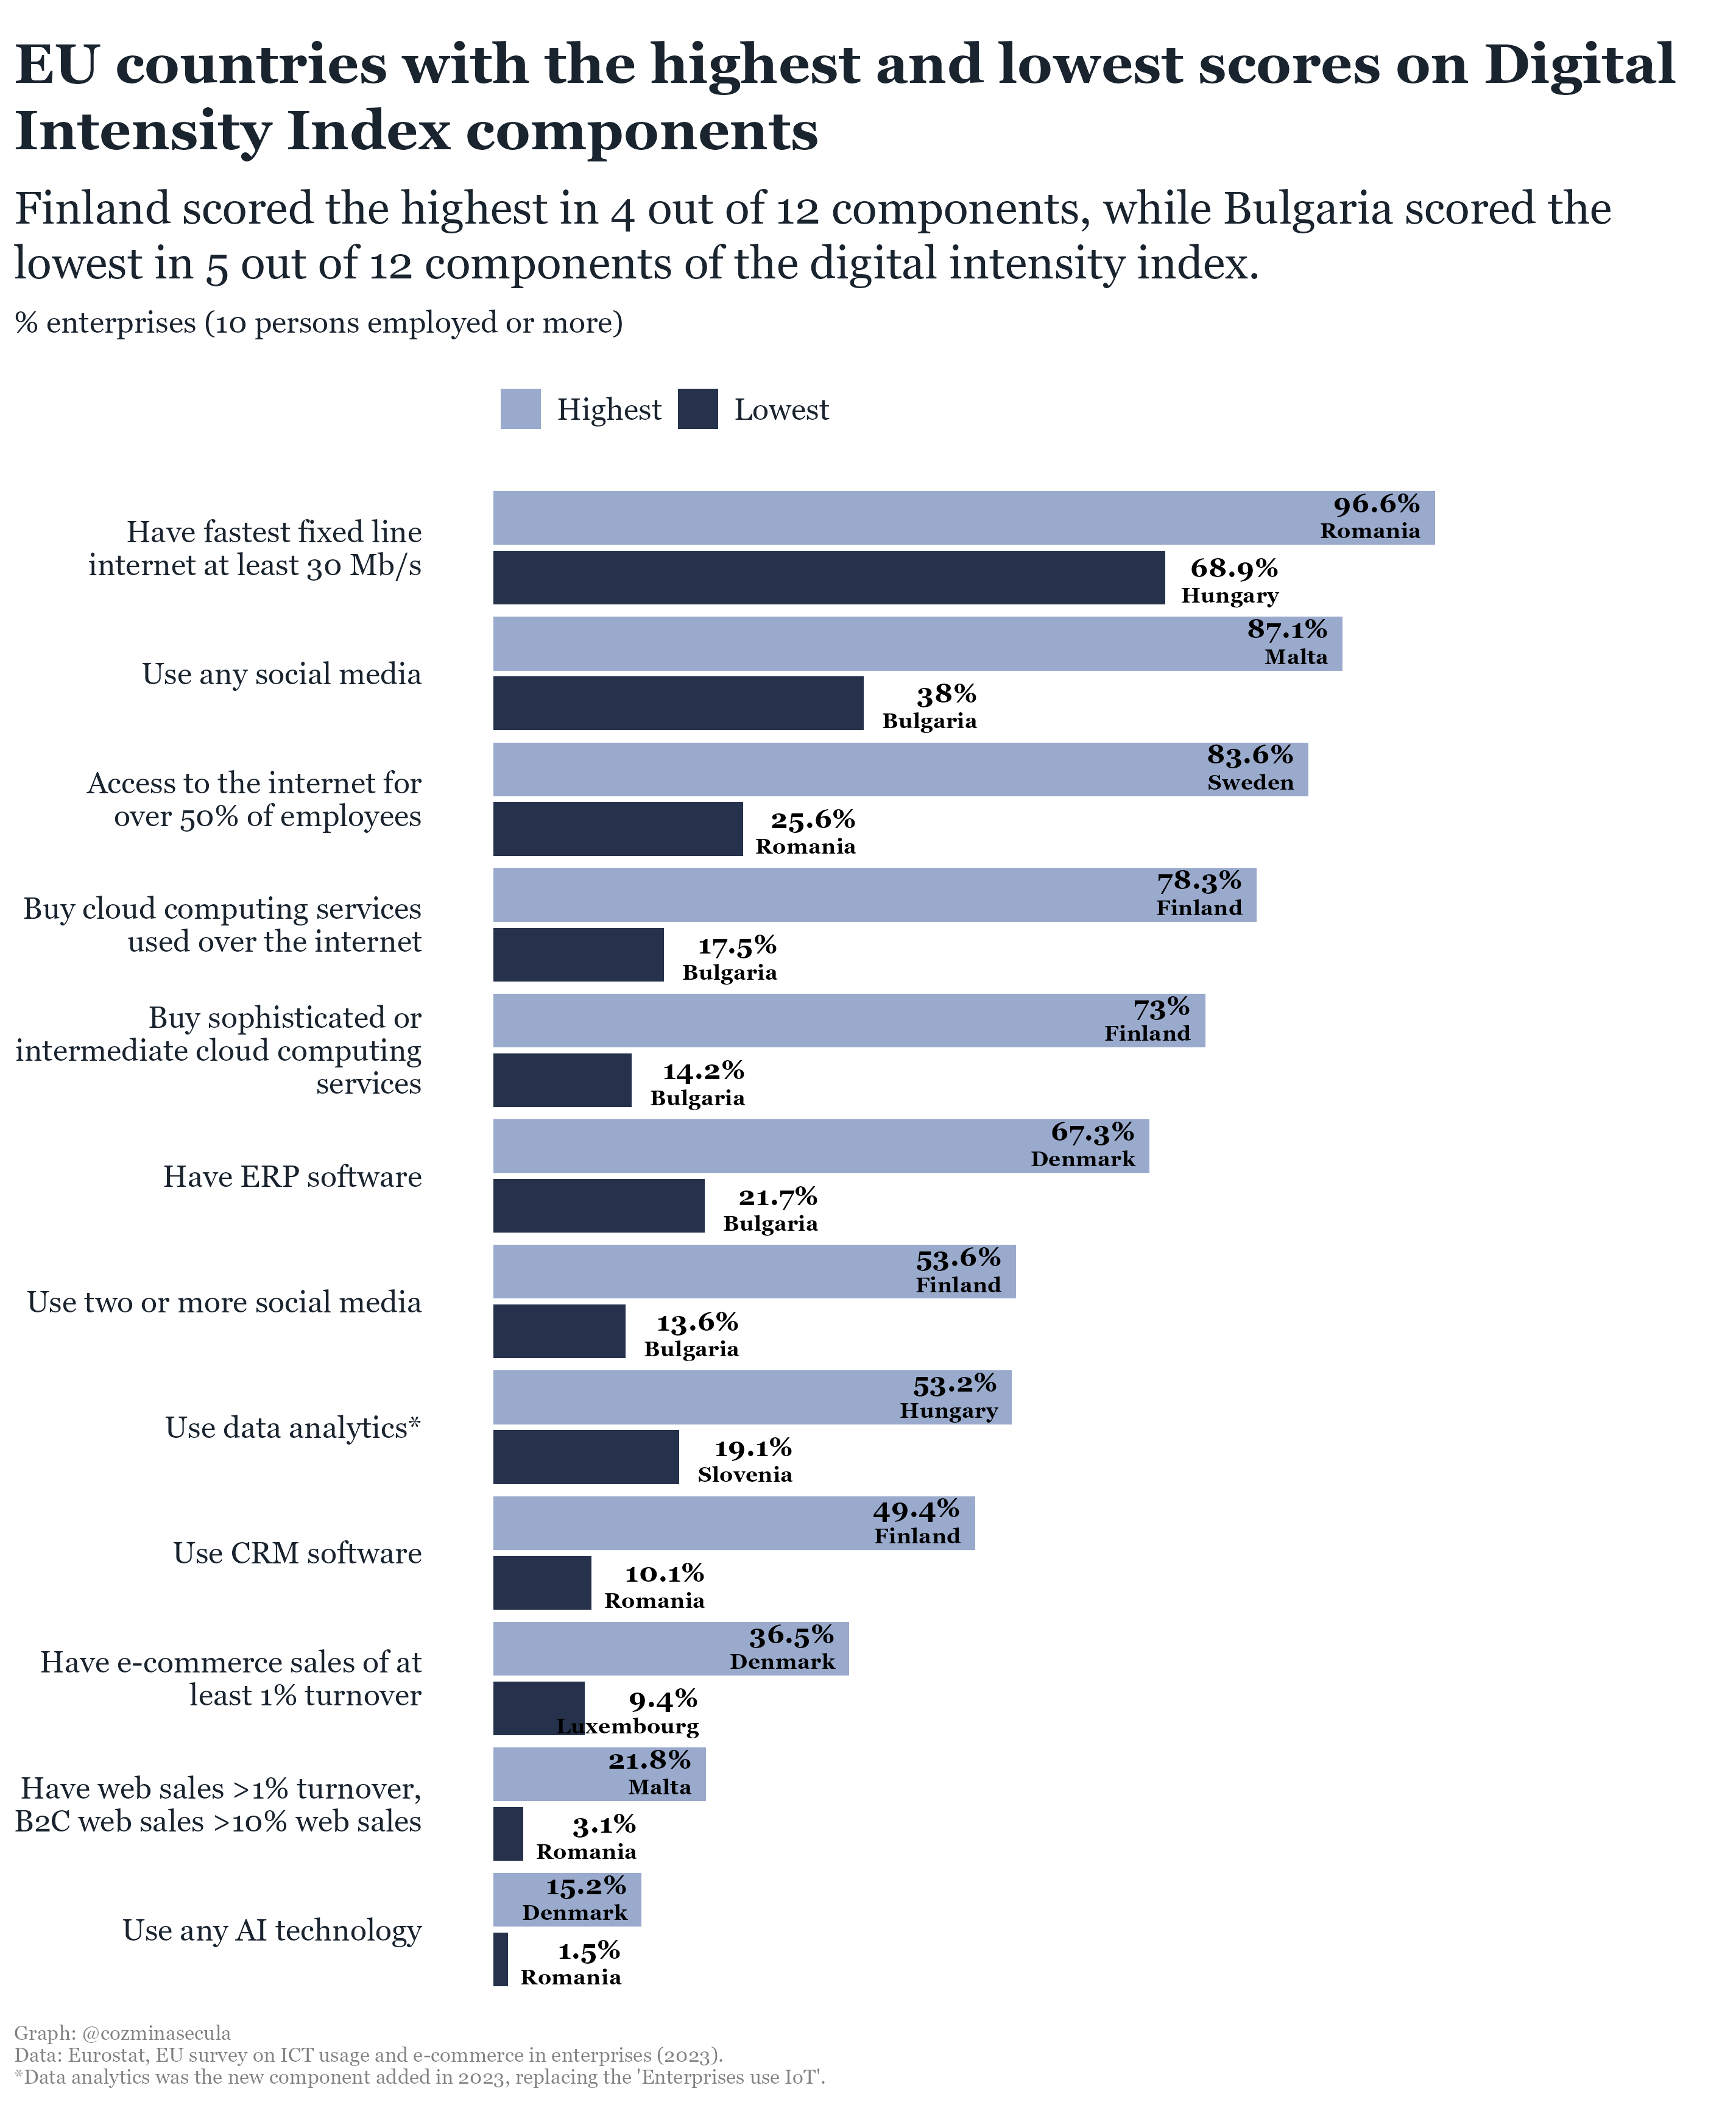 EU countries with the highest and lowest scores on Digital
Intensity Index components
Finland scored the highest in 4 out of 12 components, while Bulgaria scored the
lowest in 5 out of 12 components of the digital intensity index.
% enterprises (10 persons employed or more)
Highest
Lowest
Have fastest fixed line
internet at least 30 Mb/s
96.6%
Romania
68.9%
Hungary
Use any social media
87.1%
Malta
38%
Bulgaria
Access to the internet for
over 50% of employees
83.6%
Sweden
25.6%
Romania
Buy cloud computing services
used over the internet
78.3%
Finland
17.5%
Bulgaria
Buy sophisticated or
intermediate cloud computing
services
73%
Finland
14.2%
Bulgaria
Have ERP software
67.3%
Denmark
21.7%
Bulgaria
Use two or more social media
53.6%
Finland
13.6%
Bulgaria
Use data analytics*
53.2%
Hungary
19.1%
Slovenia
Use CRM software
49.4%
Finland
10.1%
Romania
Have e-commerce sales of at
least 1% turnover
36.5%
Denmark
9.4%
Luxembourg
Have web sales >1% turnover,
B2C web sales >10% web sales
21.8%
Malta
3.1%
Romania
Use any AI technology
15.2%
Denmark
1.5%
Romania
Graph: @cozminasecula
Data: Eurostat, EU survey on ICT usage and e-commerce in enterprises (2023).
*Data analytics was the new component added in 2023, replacing the 'Enterprises use IoT'.